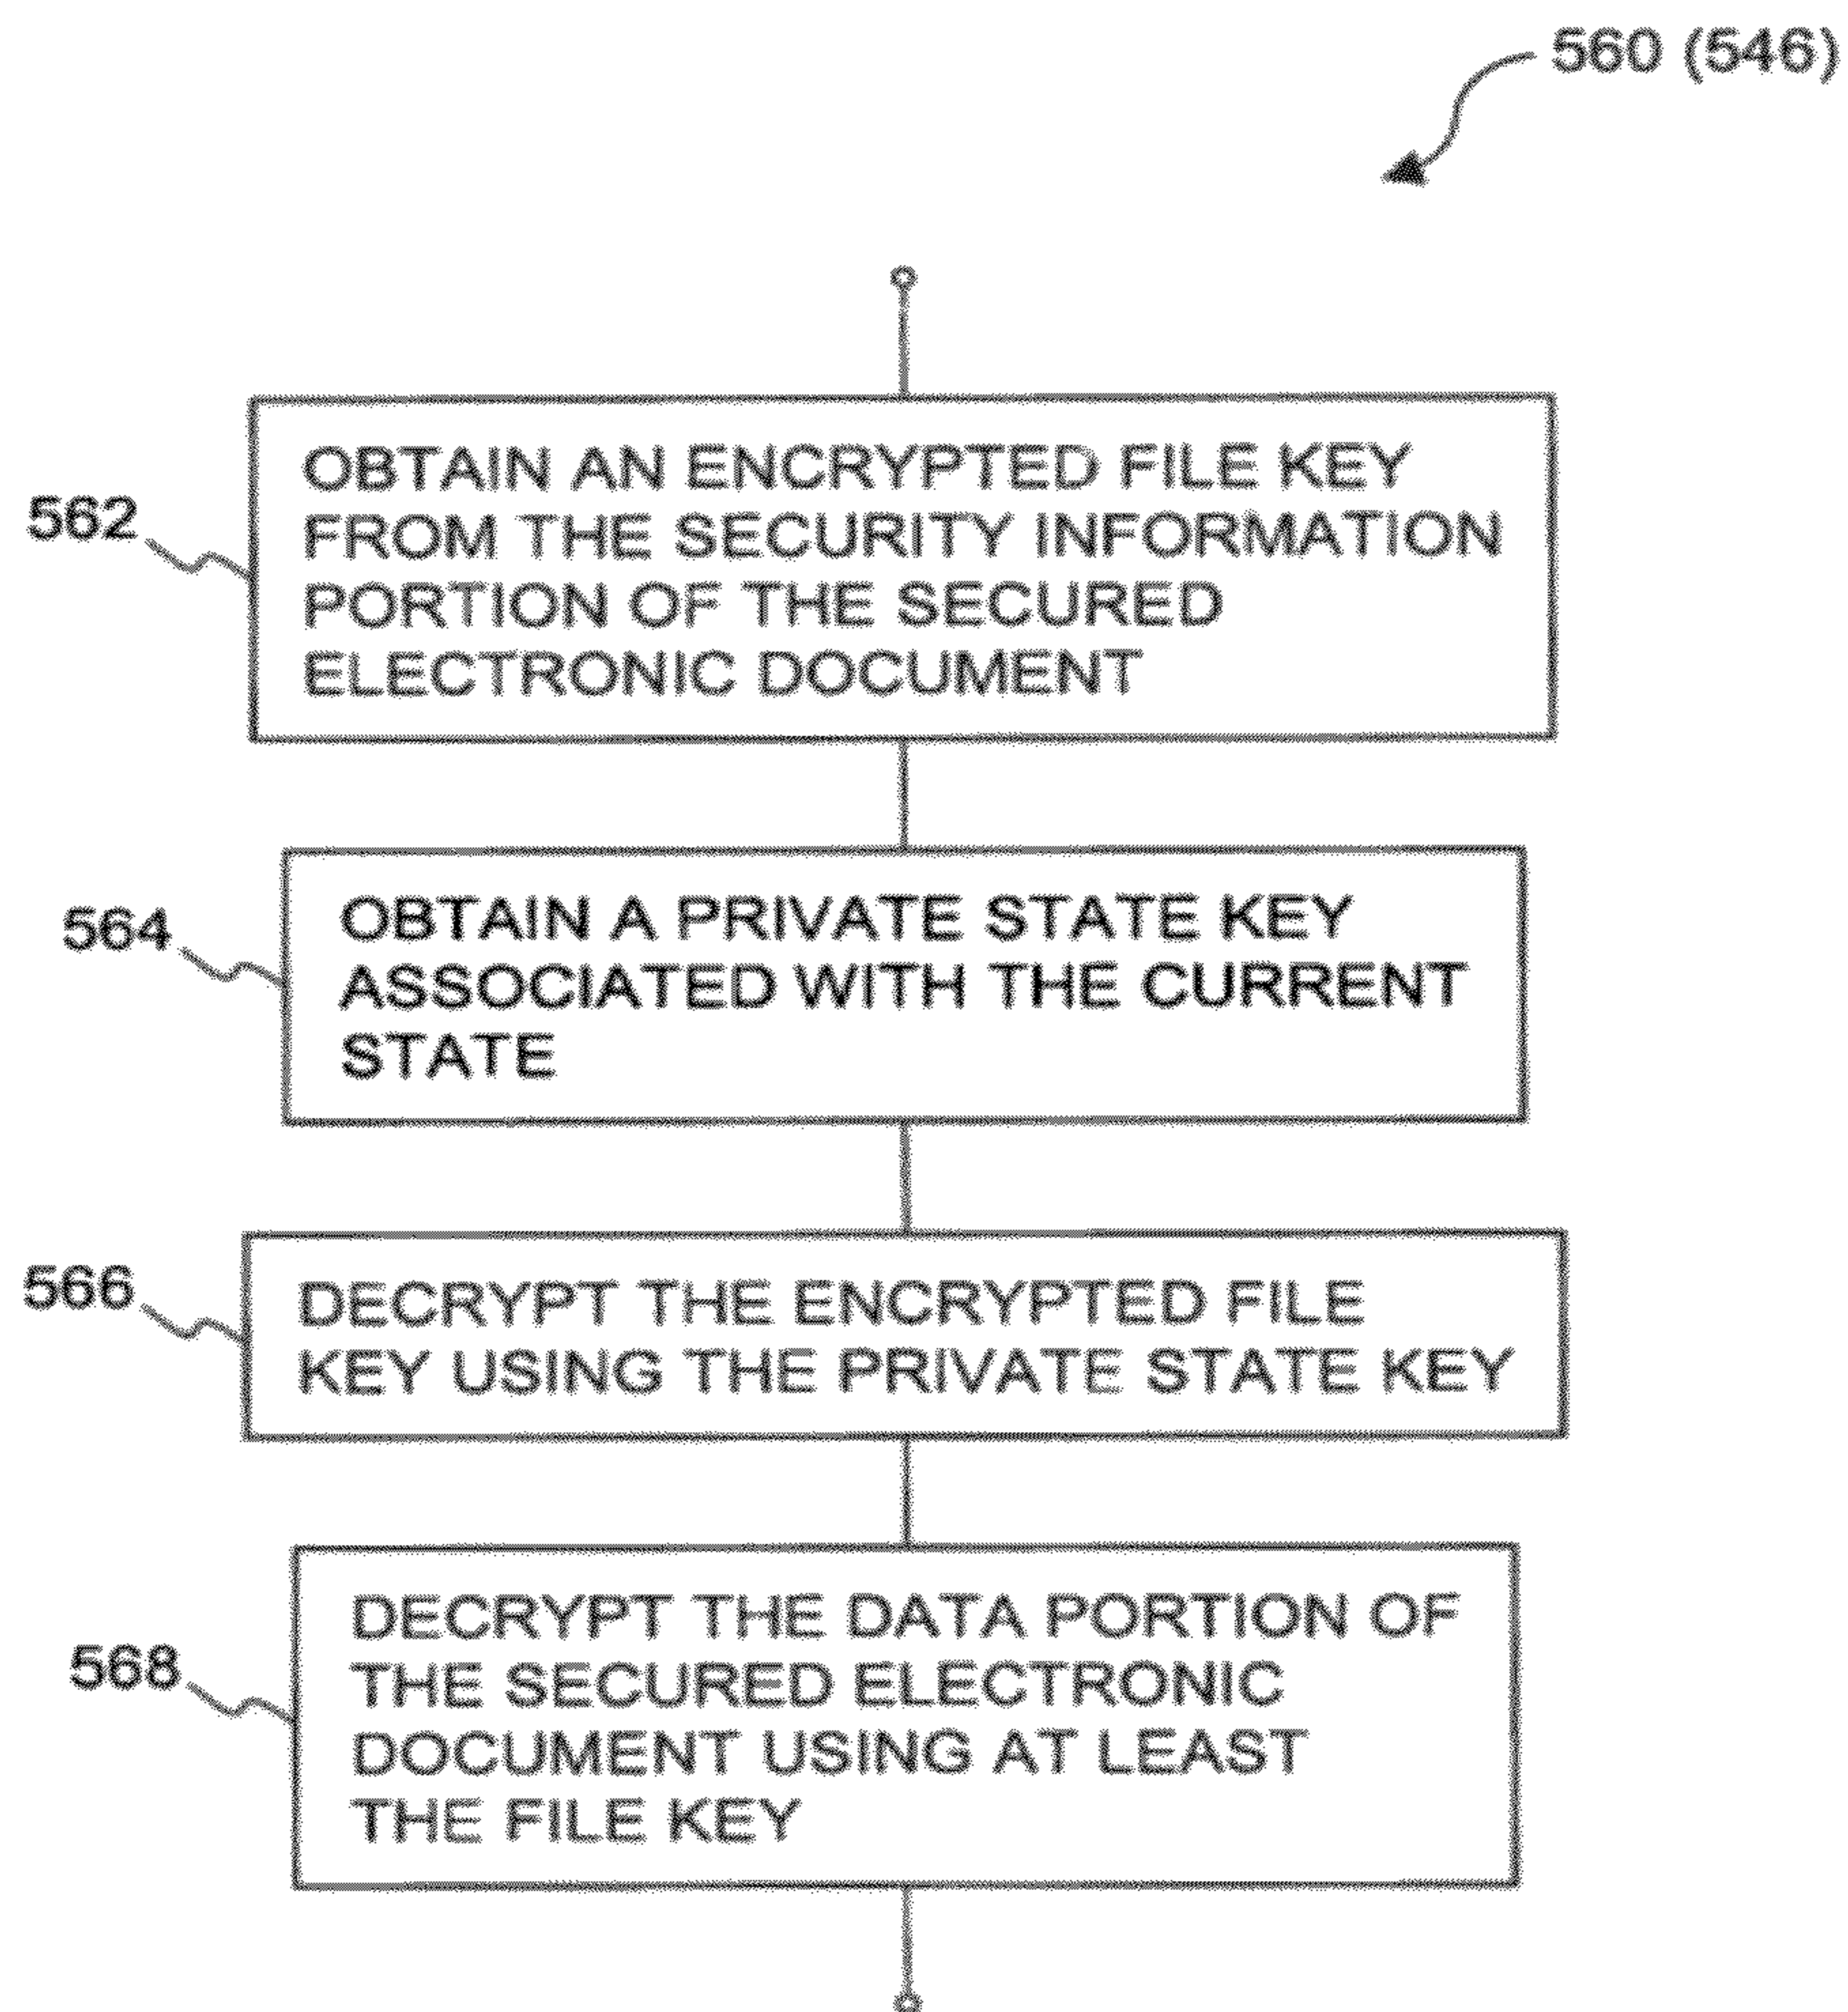 560 (546)
562
OBTAIN AN ENCRYPTED FILE KEY
FROM THE SECURITY INFORMATION
PORTION OF THE SECURED
ELECTRONIC DOCUMENT
564
OBTAIN A PRIVATE STATE KEY
ASSOCIATED WITH THE CURRENT
STATE
566
DECRYPT THE ENCRYPTED FILE
KEY USING THE PRIVATE STATE KEY
568
DECRYPT THE DATA PORTION OF
THE SECURED ELECTRONIC
DOCUMENT USING AT LEAST
THE FILE KEY